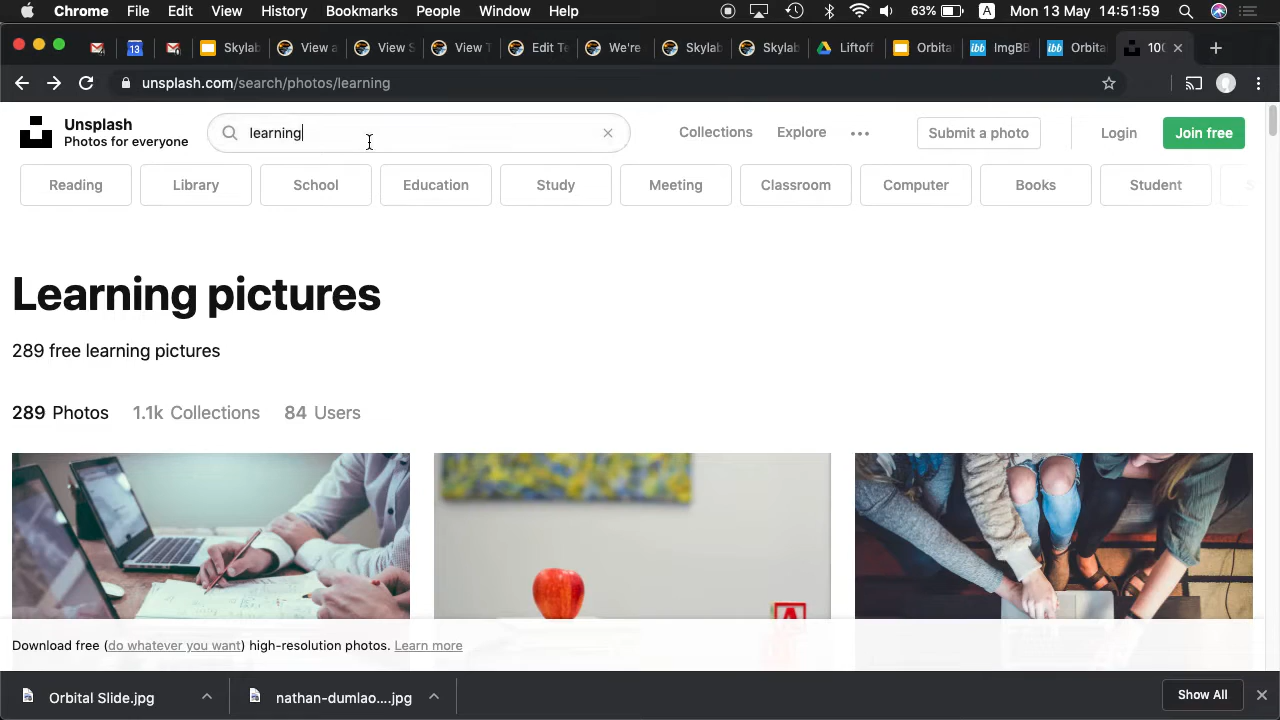 Chrome File Edit View History Bookmarks People Window Help 63% A Mon 13 May 14:51:59
Skylab View a View S View T Edit Te We're Skylab Skylab Liftoff Orbita ImgBB Orbita 100
unsplash.com/search/photos/learning
Unsplash
Photos for everyone
learning
Collections Explore Submit a photo Login Join free
Reading Library School Education Study Meeting Classroom Computer Books Student
Learning pictures
289 free learning pictures
289 Photos 1.1k Collections 84 Users
A
Download free (do whatever you want) high-resolution photos. Learn more
Orbital Slide.jpg nathan-dumlao....jpg Show All